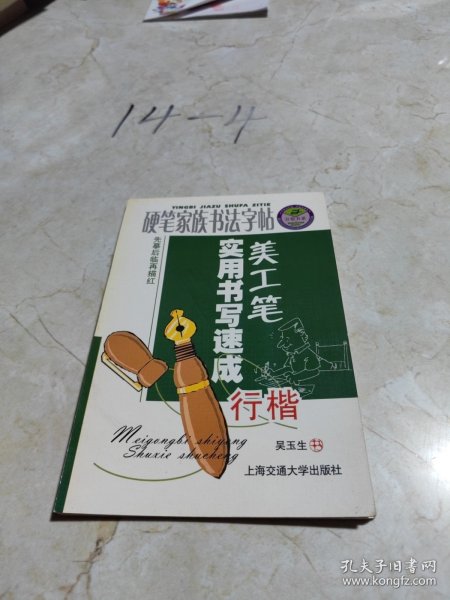 14-4
YINGBI JIAZU SHUFA ZITIE
硬笔家族书法字帖
先摹后临再描红
美工笔
实用书写速成
行楷
Meigongbi shiyong
Shuxie shucheng
吴玉生 书
上海交通大学出版社
孔夫子旧书网
www.kongfz.com